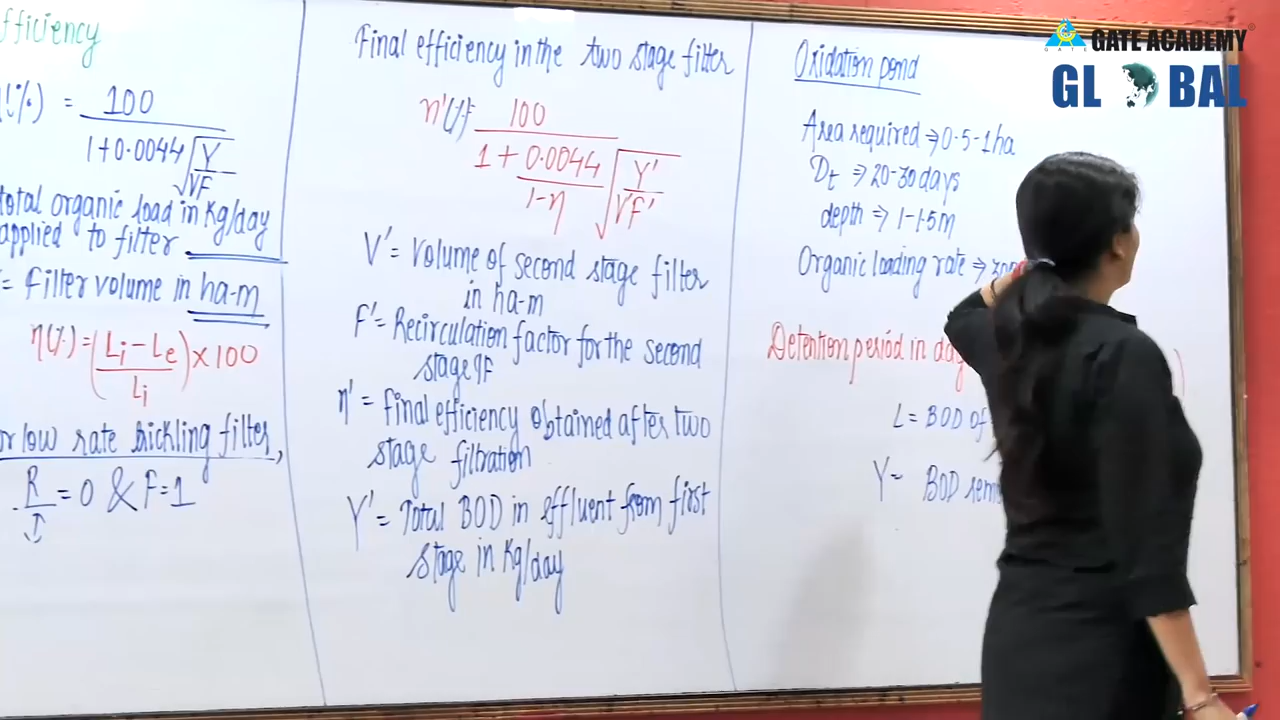 fficiency
(%) = 100
1+0.0044 √Y/VF
total organic load in Kg/day
applied to filter
= Filter volume in ha-m
η(%) = (Li - Le / Li) × 100
or low rate trickling filter,
R/I = 0 & F=1
Final efficiency in the two stage filter
η'(%) = 100
1 + 0.0044/1-η √Y'/V'F'
V' = Volume of second stage filter
in ha-m
F' = Recirculation factor for the second
stage
η' = Final efficiency obtained after two
stage filtration
Y' = Total BOD in effluent from first
stage in Kg/day
Oxidation pond
Area required ⇒ 0.5-1ha
Dt ⇒ 20-30 days
depth ⇒ 1-1.5m
Organic loading rate ⇒
Detention period in
L = BOD of
Y = BOD
GATE ACADEMY
GLOBAL